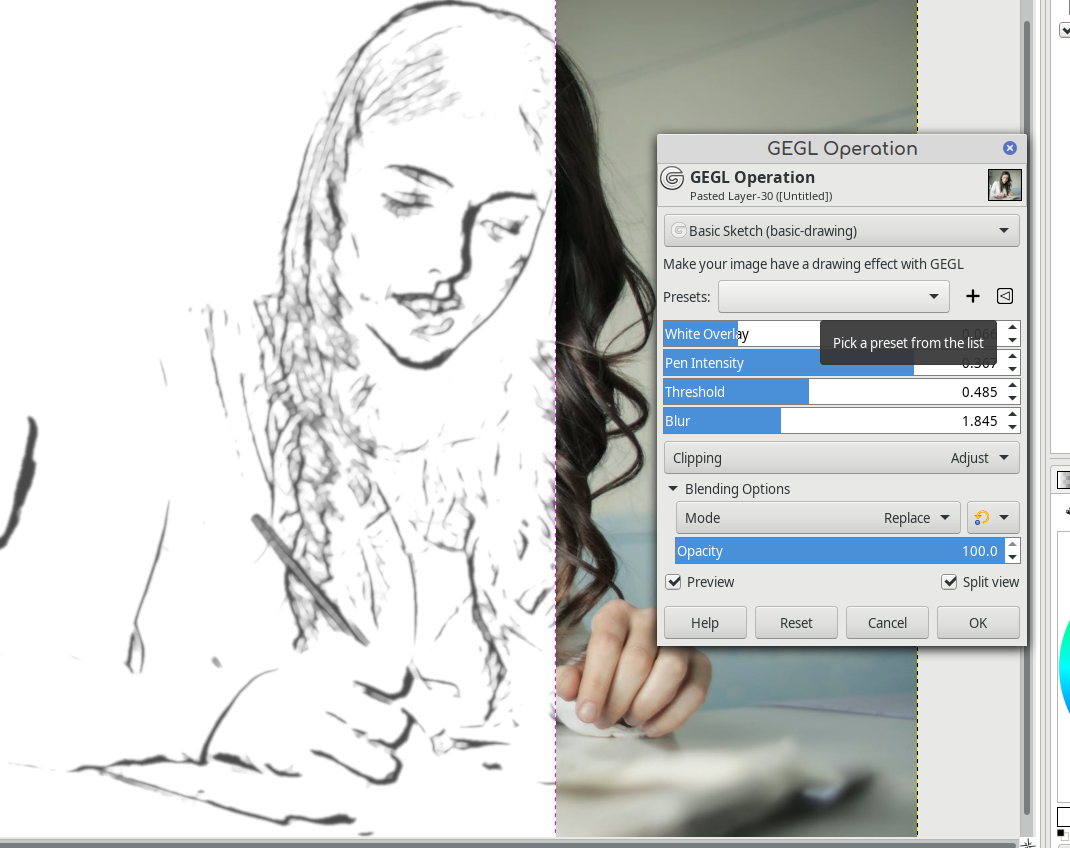 GEGL Operation
GEGL Operation
Pasted Layer-30 ([Untitled])
Basic Sketch (basic-drawing)
Make your image have a drawing effect with GEGL
Presets:
White Overlay 0.066
Pick a preset from the list
Pen Intensity 0.367
Threshold 0.485
Blur 1.845
Clipping Adjust
Blending Options
Mode Replace
Opacity 100.0
Preview Split view
Help Reset Cancel OK